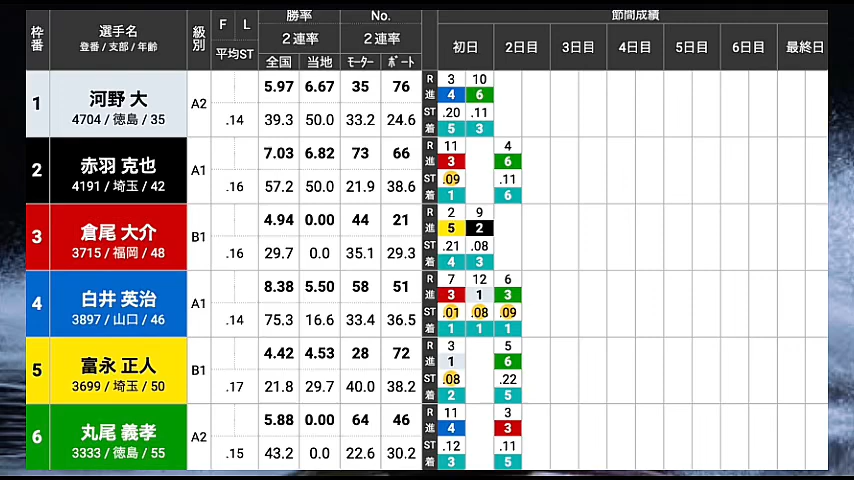 枠番 選手名 登番 / 支部 / 年齢 級別 F L 平均ST 勝率 2連率 全国 当地 No. 2連率 ﾓｰﾀｰ ﾎﾞｰﾄ 節間成績 初日 2日目 3日目 4日目 5日目 6日目 最終日
1 河野 大 A2 5.97 6.67 35 76 R 3 10
進 4 6
4704 / 徳島 / 35 .14 39.3 50.0 33.2 24.6 ST .20 .11
着 5 3
2 赤羽 克也 A1 7.03 6.82 73 66 R 11 4
進 3 6
4191 / 埼玉 / 42 .16 57.2 50.0 21.9 38.6 ST .09 .11
着 1 6
3 倉尾 大介 B1 4.94 0.00 44 21 R 2 9
進 5 2
3715 / 福岡 / 48 .16 29.7 0.0 35.1 29.3 ST .21 .08
着 4 3
4 白井 英治 A1 8.38 5.50 58 51 R 7 12 6
進 3 1 3
3897 / 山口 / 46 .14 75.3 16.6 33.4 36.5 ST .01 .08 .09
着 1 1 1
5 富永 正人 B1 4.42 4.53 28 72 R 3 5
進 1 6
3699 / 埼玉 / 50 .17 21.8 29.7 40.0 38.2 ST .08 .22
着 2 5
6 丸尾 義孝 A2 5.88 0.00 64 46 R 11 3
進 4 3
3333 / 徳島 / 55 .15 43.2 0.0 22.6 30.2 ST .12 .11
着 3 5